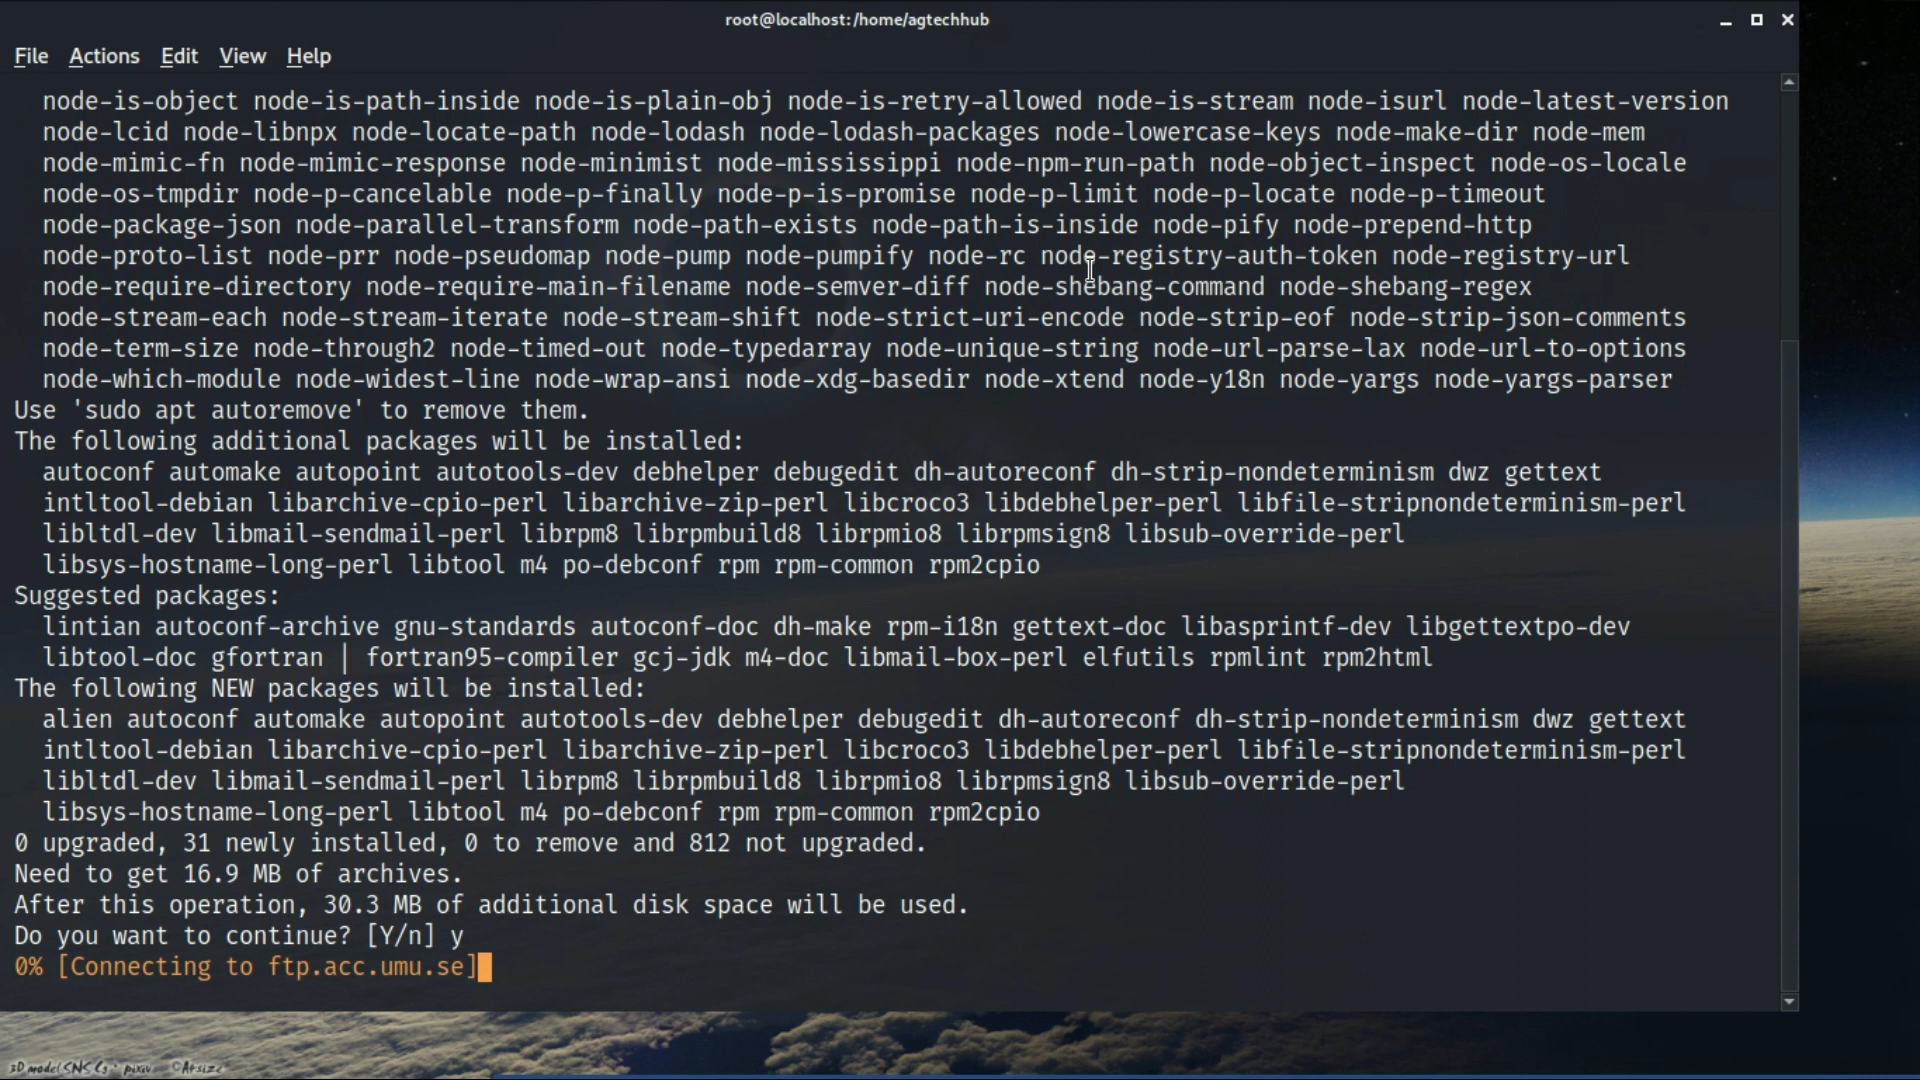 root@localhost:/home/agtechhub
File Actions Edit View Help
node-is-object node-is-path-inside node-is-plain-obj node-is-retry-allowed node-is-stream node-isurl node-latest-version
node-lcid node-libnpx node-locate-path node-lodash node-lodash-packages node-lowercase-keys node-make-dir node-mem
node-mimic-fn node-mimic-response node-minimist node-mississippi node-npm-run-path node-object-inspect node-os-locale
node-os-tmpdir node-p-cancelable node-p-finally node-p-is-promise node-p-limit node-p-locate node-p-timeout
node-package-json node-parallel-transform node-path-exists node-path-is-inside node-pify node-prepend-http
node-proto-list node-prr node-pseudomap node-pump node-pumpify node-rc node-registry-auth-token node-registry-url
node-require-directory node-require-main-filename node-semver-diff node-shebang-command node-shebang-regex
node-stream-each node-stream-iterate node-stream-shift node-strict-uri-encode node-strip-eof node-strip-json-comments
node-term-size node-through2 node-timed-out node-typedarray node-unique-string node-url-parse-lax node-url-to-options
node-which-module node-widest-line node-wrap-ansi node-xdg-basedir node-xtend node-y18n node-yargs node-yargs-parser
Use 'sudo apt autoremove' to remove them.
The following additional packages will be installed:
autoconf automake autopoint autotools-dev debhelper debugedit dh-autoreconf dh-strip-nondeterminism dwz gettext
intltool-debian libarchive-cpio-perl libarchive-zip-perl libcroco3 libdebhelper-perl libfile-stripnondeterminism-perl
libltdl-dev libmail-sendmail-perl librpm8 librpmbuild8 librpmio8 librpmsign8 libsub-override-perl
libsys-hostname-long-perl libtool m4 po-debconf rpm rpm-common rpm2cpio
Suggested packages:
lintian autoconf-archive gnu-standards autoconf-doc dh-make rpm-i18n gettext-doc libasprintf-dev libgettextpo-dev
libtool-doc gfortran | fortran95-compiler gcj-jdk m4-doc libmail-box-perl elfutils rpmlint rpm2html
The following NEW packages will be installed:
alien autoconf automake autopoint autotools-dev debhelper debugedit dh-autoreconf dh-strip-nondeterminism dwz gettext
intltool-debian libarchive-cpio-perl libarchive-zip-perl libcroco3 libdebhelper-perl libfile-stripnondeterminism-perl
libltdl-dev libmail-sendmail-perl librpm8 librpmbuild8 librpmio8 librpmsign8 libsub-override-perl
libsys-hostname-long-perl libtool m4 po-debconf rpm rpm-common rpm2cpio
0 upgraded, 31 newly installed, 0 to remove and 812 not upgraded.
Need to get 16.9 MB of archives.
After this operation, 30.3 MB of additional disk space will be used.
Do you want to continue? [Y/n] y
0% [Connecting to ftp.acc.umu.se]
3D model SNS